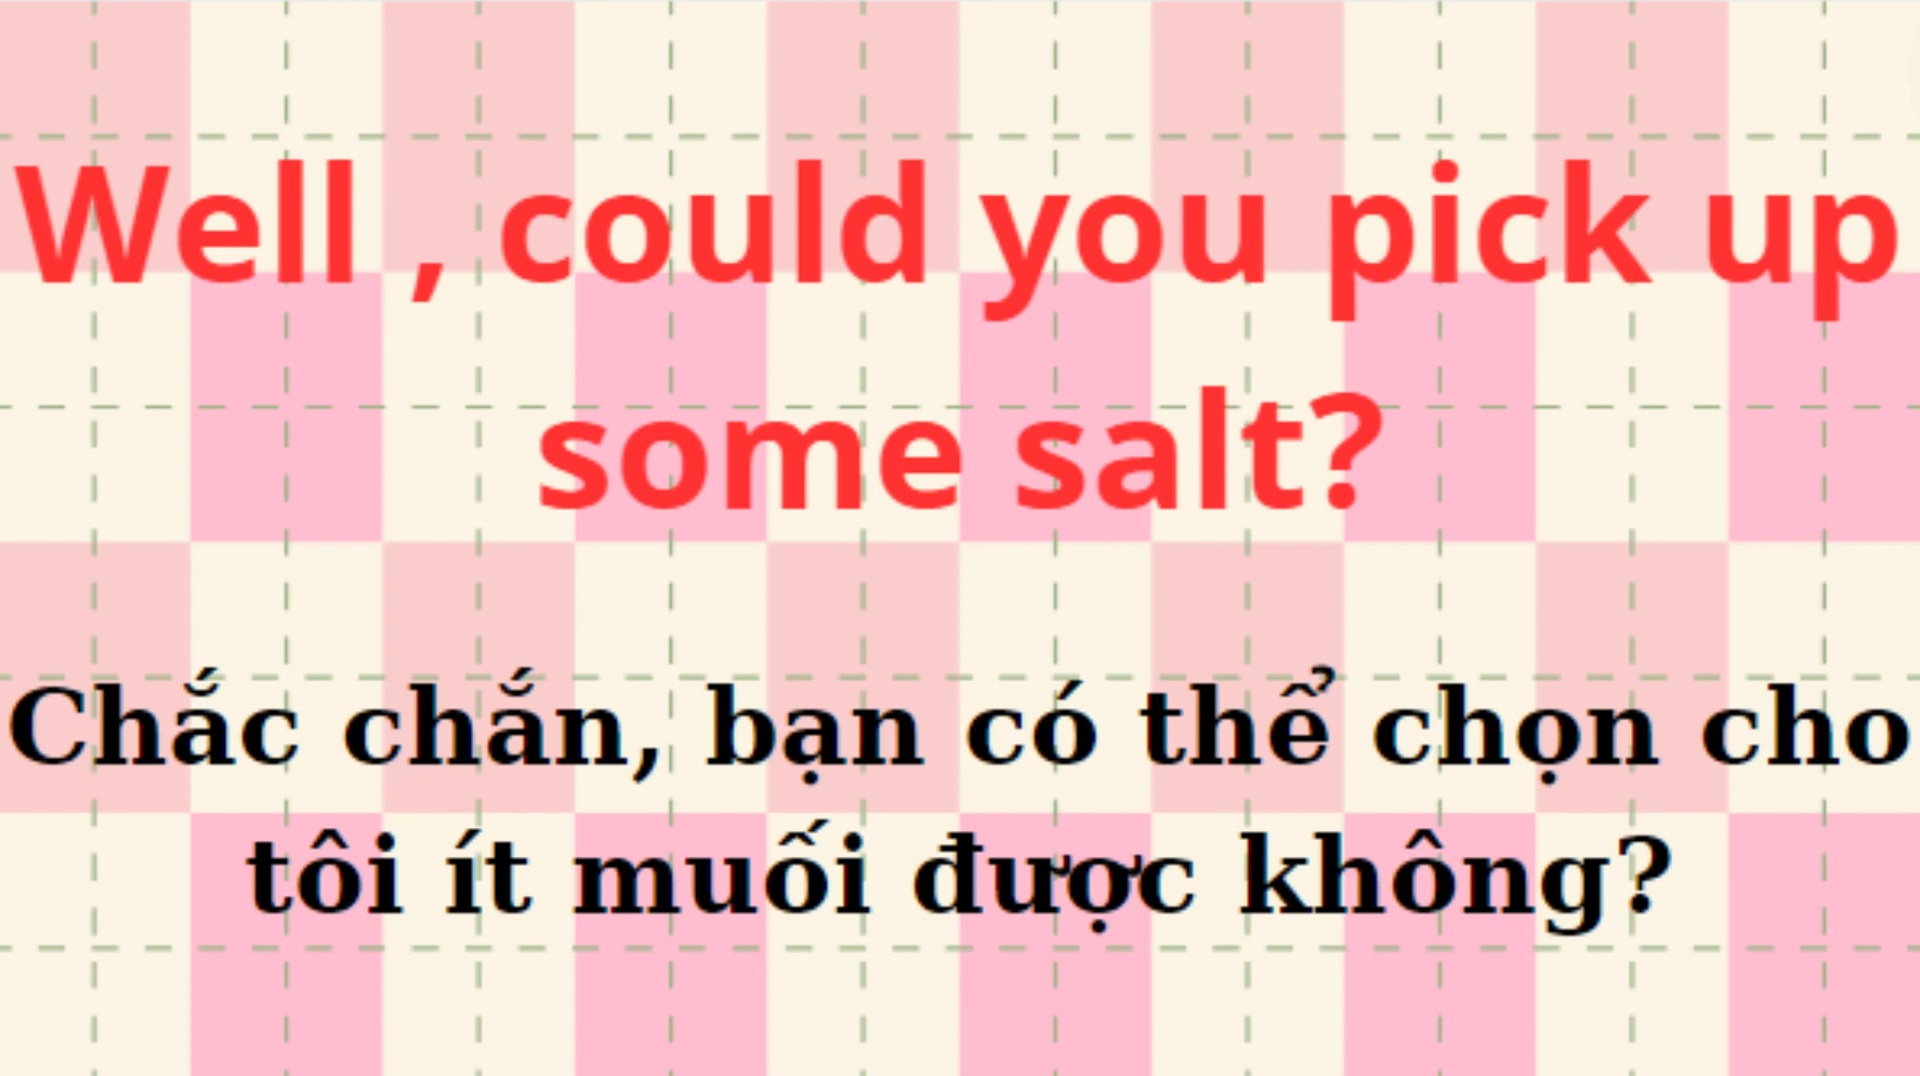 Well , could you pick up
some salt?
Chắc chắn, bạn có thể chọn cho
tôi ít muối được không?